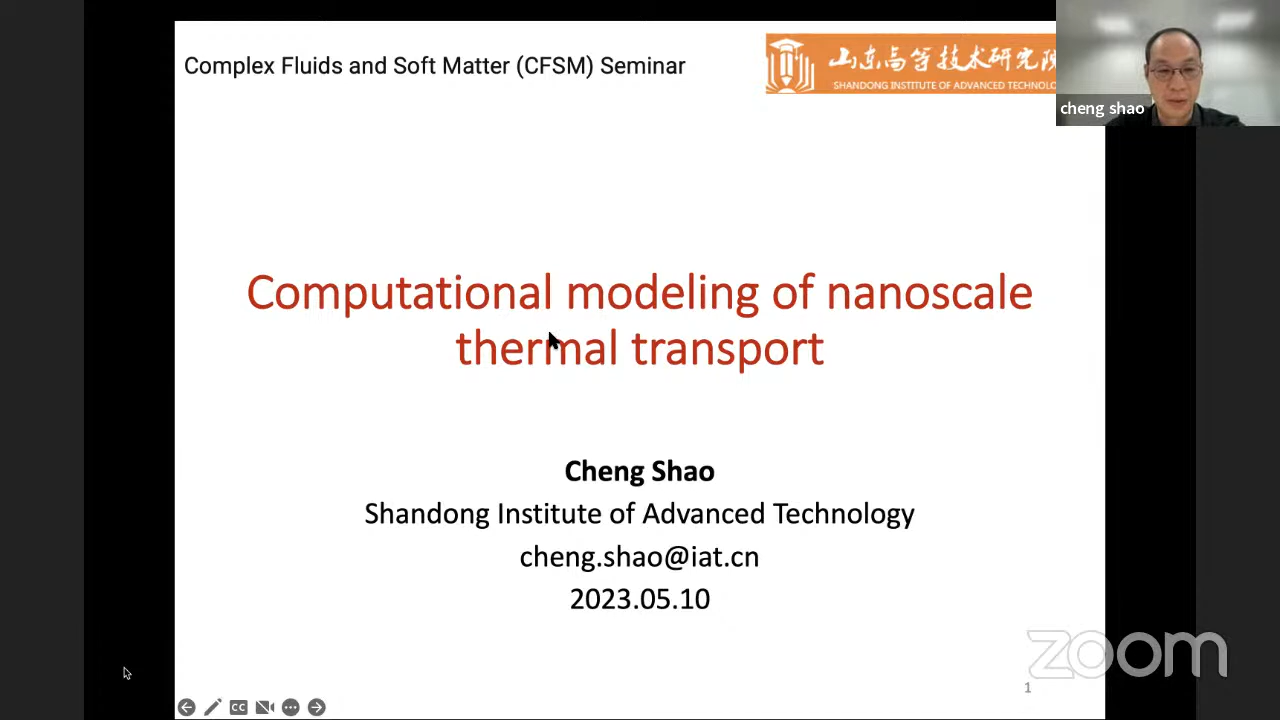 Complex Fluids and Soft Matter (CFSM) Seminar
山东高等技术研究院
SHANDONG INSTITUTE OF ADVANCED TECHNOLO
cheng shao
Computational modeling of nanoscale
thermal transport
Cheng Shao
Shandong Institute of Advanced Technology
cheng.shao@iat.cn
2023.05.10
zoom
1
CC